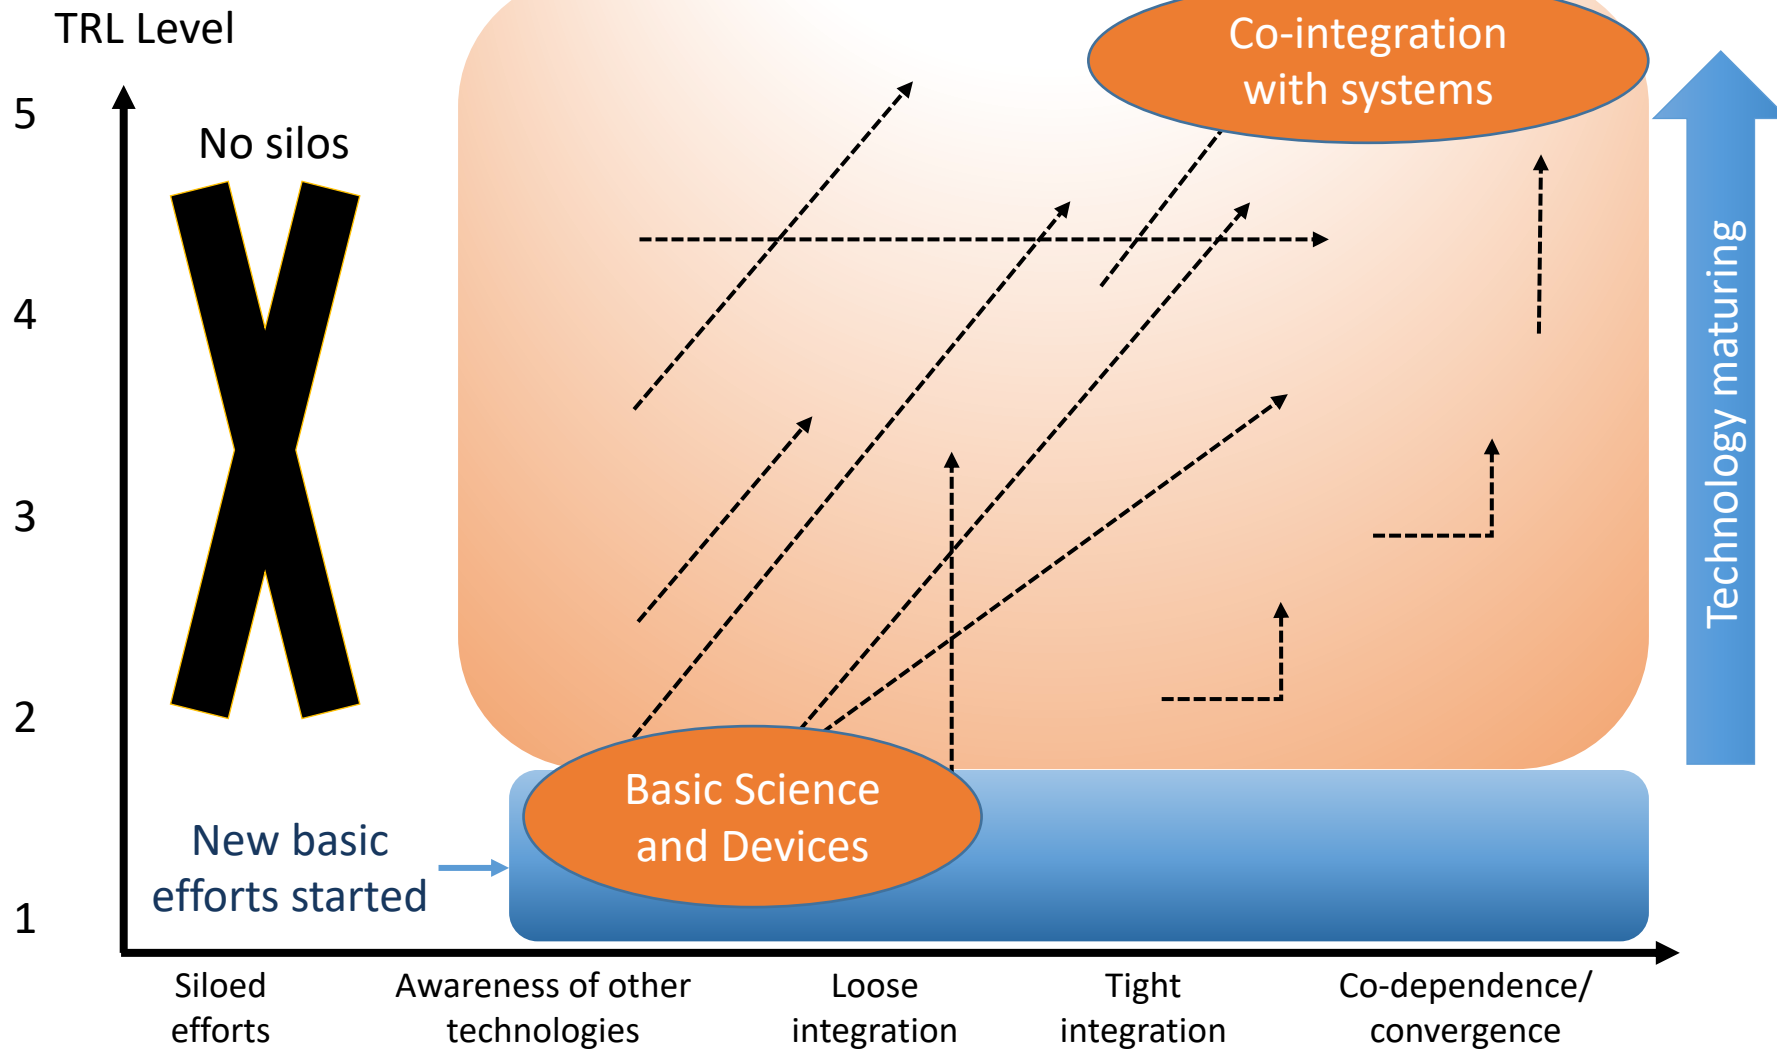 TRL Level
Co-integration
with systems
5
No silos
4
Technology maturing
3
2
Basic Science
and Devices
New basic
efforts started
1
Siloed
efforts
Awareness of other
technologies
Loose
integration
Tight
integration
Co-dependence/
convergence